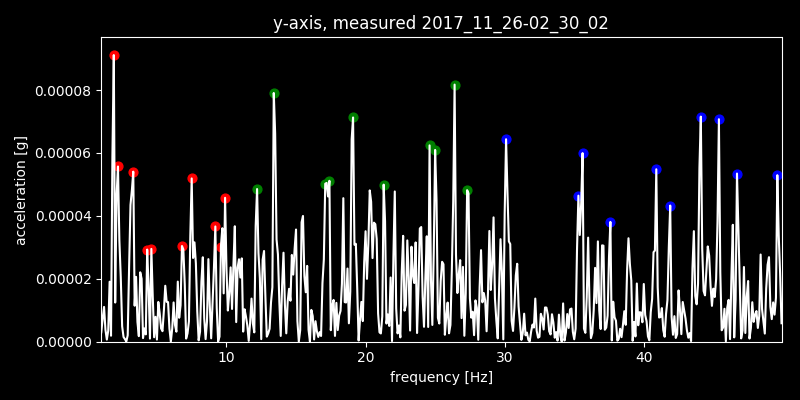 y-axis, measured 2017_11_26-02_30_02
0.00008
0.00006
0.00004
0.00002
0.00000
acceleration [g]
10 20 30 40
frequency [Hz]